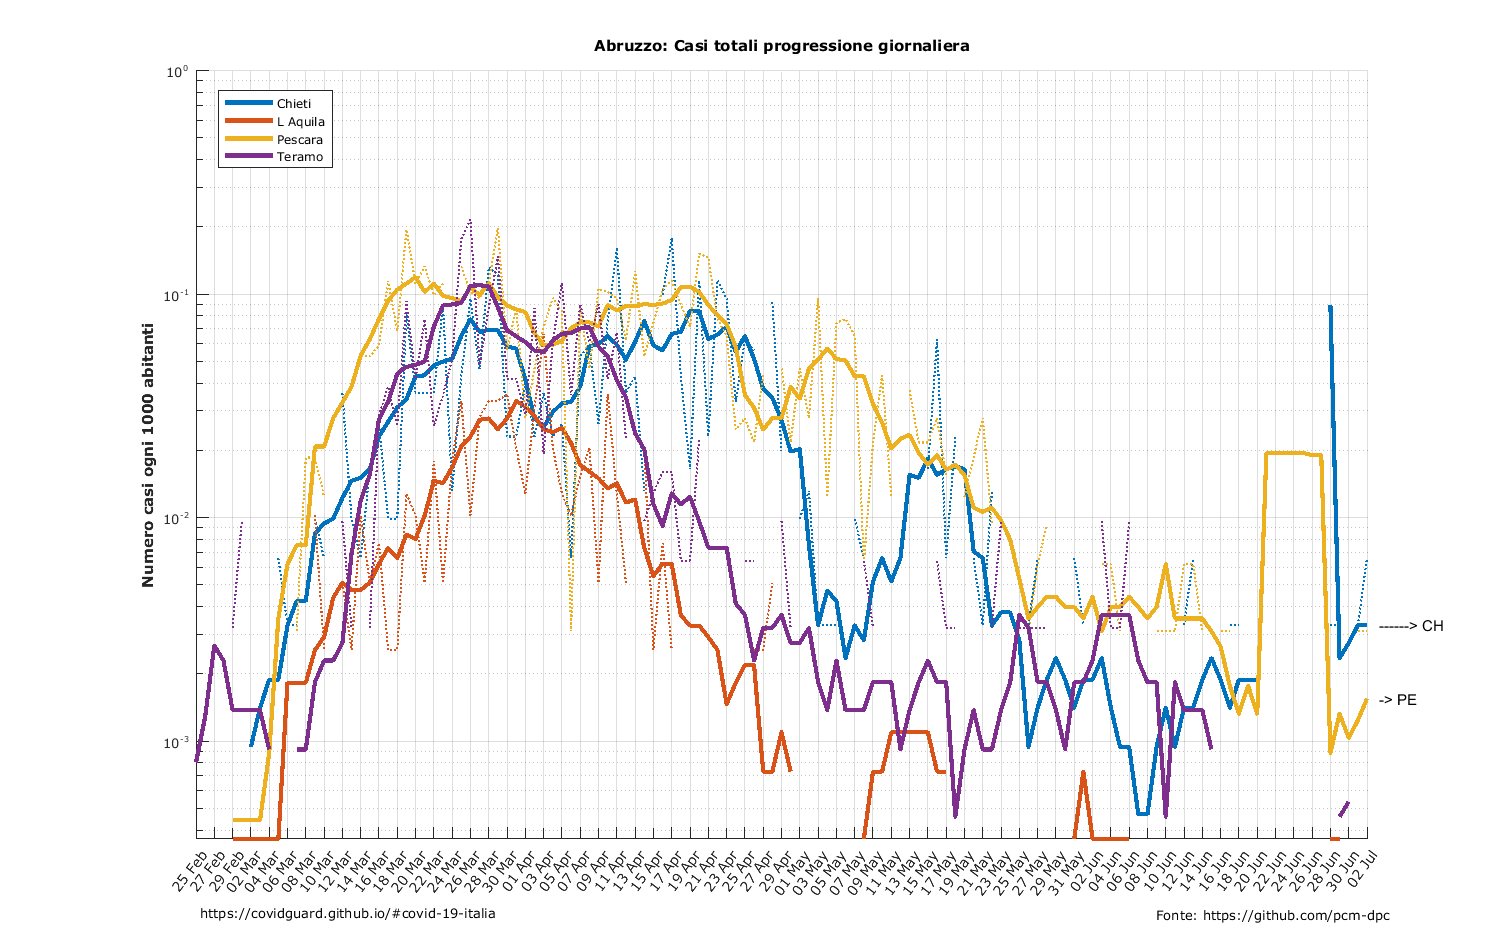 Abruzzo: Casi totali progressione giornaliera
Numero casi ogni 1000 abitanti
10^0
10^-1
10^-2
10^-3
Chieti
L Aquila
Pescara
Teramo
------> CH
-> PE
25 Feb
27 Feb
29 Feb
02 Mar
04 Mar
06 Mar
08 Mar
10 Mar
12 Mar
14 Mar
16 Mar
18 Mar
20 Mar
22 Mar
24 Mar
26 Mar
28 Mar
30 Mar
01 Apr
03 Apr
05 Apr
07 Apr
09 Apr
11 Apr
13 Apr
15 Apr
17 Apr
19 Apr
21 Apr
23 Apr
25 Apr
27 Apr
29 Apr
01 May
03 May
05 May
07 May
09 May
11 May
13 May
15 May
17 May
19 May
21 May
23 May
25 May
27 May
29 May
31 May
02 Jun
04 Jun
06 Jun
08 Jun
10 Jun
12 Jun
14 Jun
16 Jun
18 Jun
20 Jun
22 Jun
24 Jun
26 Jun
28 Jun
30 Jun
02 Jul
https://covidguard.github.io/#covid-19-italia
Fonte: https://github.com/pcm-dpc